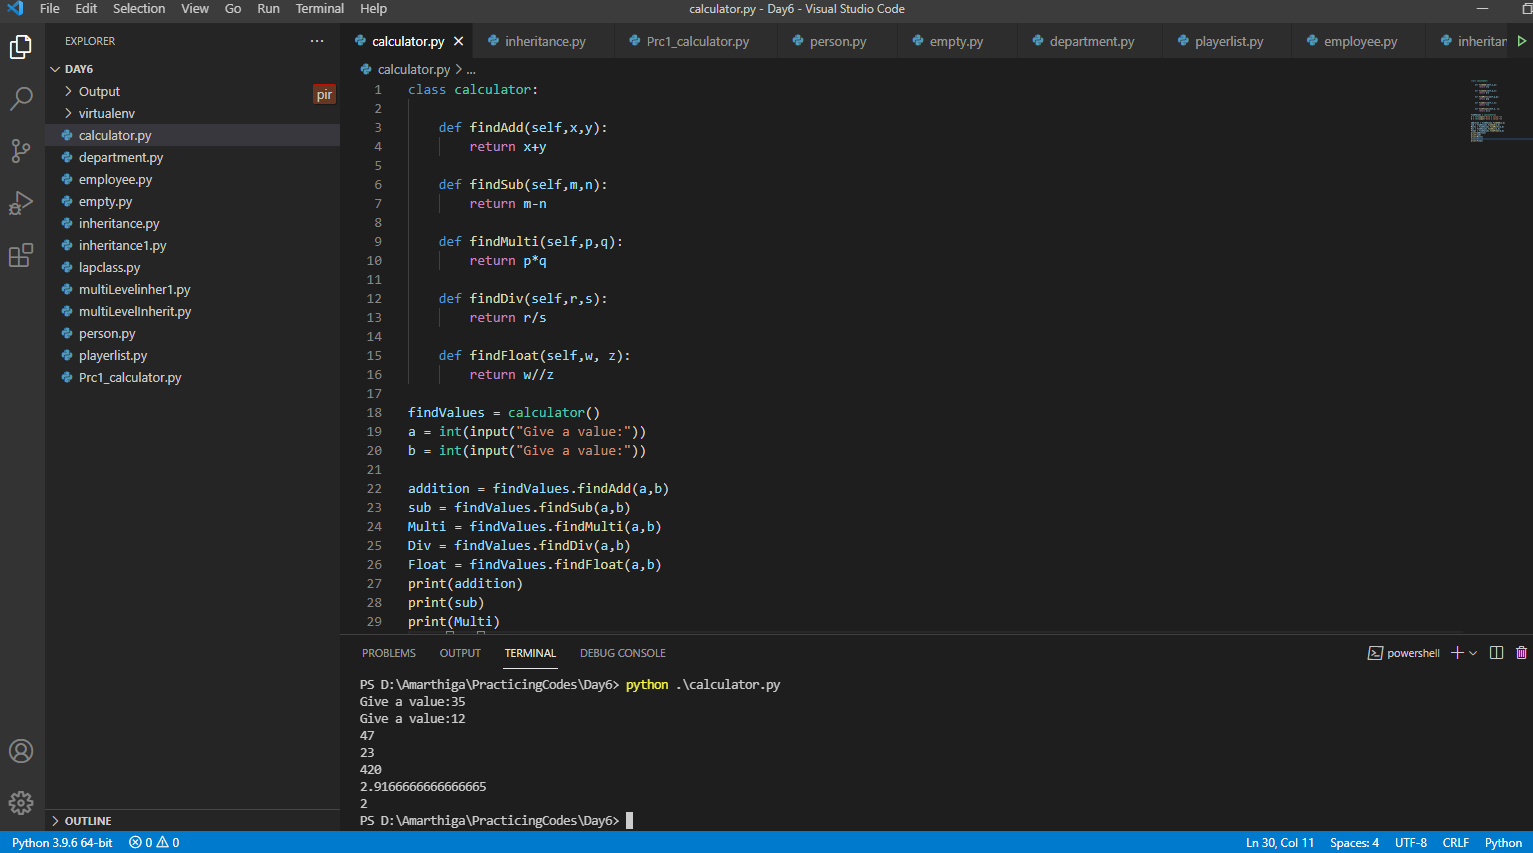 File Edit Selection View Go Run Terminal Help calculator.py - Day6 - Visual Studio Code
EXPLORER
DAY6
Output
pir
virtualenv
calculator.py
department.py
employee.py
empty.py
inheritance.py
inheritance1.py
lapclass.py
multiLevelinher1.py
multiLevelInherit.py
person.py
playerlist.py
Prc1_calculator.py
OUTLINE
calculator.py inheritance.py Prc1_calculator.py person.py empty.py department.py playerlist.py employee.py inheritar
calculator.py > ...
1 class calculator:
2
3 def findAdd(self,x,y):
4 return x+y
5
6 def findSub(self,m,n):
7 return m-n
8
9 def findMulti(self,p,q):
10 return p*q
11
12 def findDiv(self,r,s):
13 return r/s
14
15 def findFloat(self,w, z):
16 return w//z
17
18 findValues = calculator()
19 a = int(input("Give a value:"))
20 b = int(input("Give a value:"))
21
22 addition = findValues.findAdd(a,b)
23 sub = findValues.findSub(a,b)
24 Multi = findValues.findMulti(a,b)
25 Div = findValues.findDiv(a,b)
26 Float = findValues.findFloat(a,b)
27 print(addition)
28 print(sub)
29 print(Multi)
PROBLEMS OUTPUT TERMINAL DEBUG CONSOLE powershell
PS D:\Amarthiga\PracticingCodes\Day6> python .\calculator.py
Give a value:35
Give a value:12
47
23
420
2.9166666666666665
2
PS D:\Amarthiga\PracticingCodes\Day6>
Python 3.9.6 64-bit 0 0 Ln 30, Col 11 Spaces: 4 UTF-8 CRLF Python